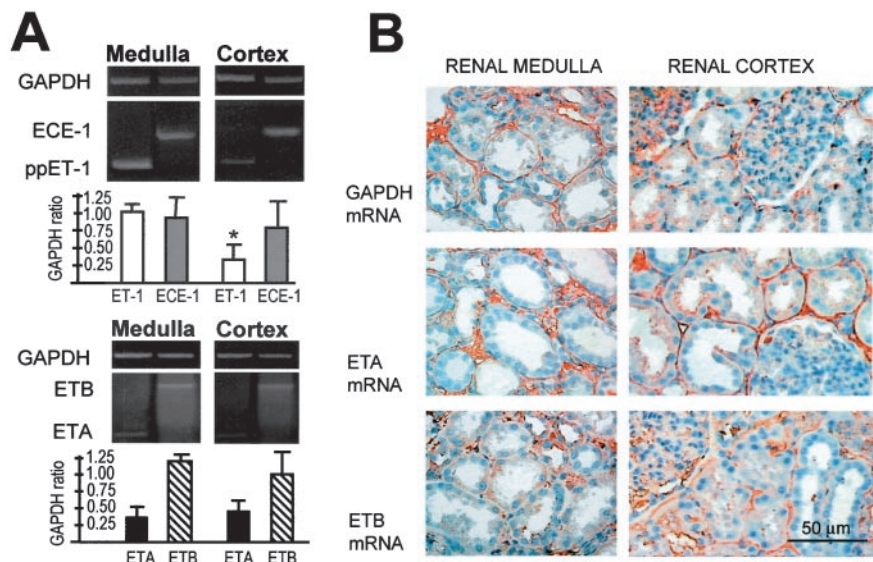 A
Medulla Cortex
GAPDH
ECE-1
ppET-1
GAPDH ratio
1.25
1.00
0.75
0.50
0.25
*
ET-1 ECE-1 ET-1 ECE-1
Medulla Cortex
GAPDH
ETB
ETA
GAPDH ratio
1.25
1.00
0.75
0.50
0.25
ETA ETB ETA ETB
B
RENAL MEDULLA RENAL CORTEX
GAPDH
mRNA
ETA
mRNA
ETB
mRNA
50 µm